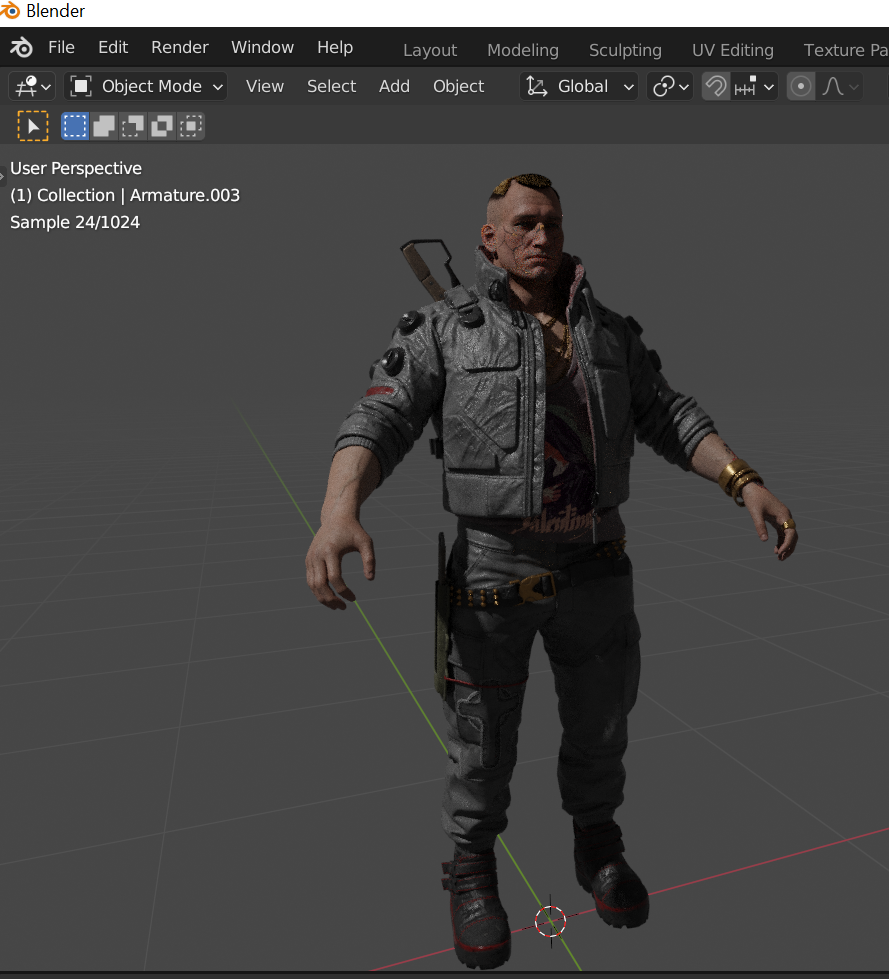 Blender
File Edit Render Window Help Layout Modeling Sculpting UV Editing Texture Pa
Object Mode View Select Add Object Global
User Perspective
(1) Collection | Armature.003
Sample 24/1024